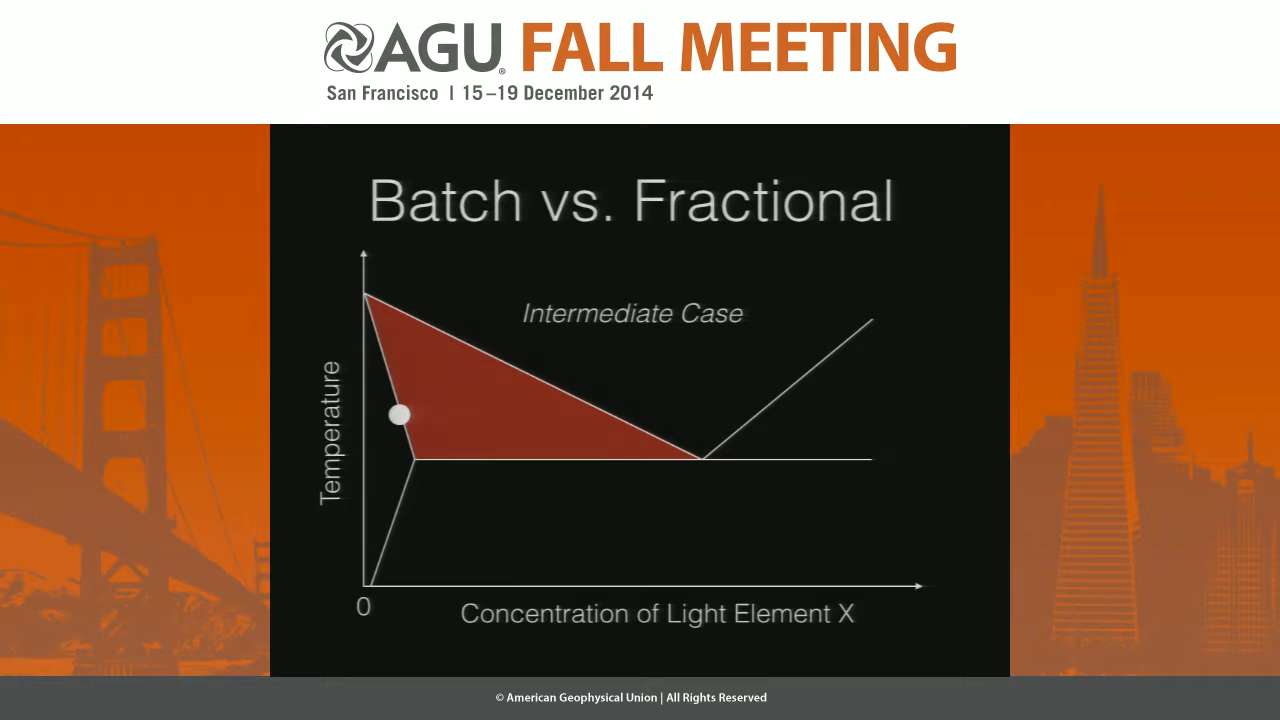 AGU® FALL MEETING
San Francisco | 15–19 December 2014
Batch vs. Fractional
Intermediate Case
Temperature
0
Concentration of Light Element X
© American Geophysical Union | All Rights Reserved